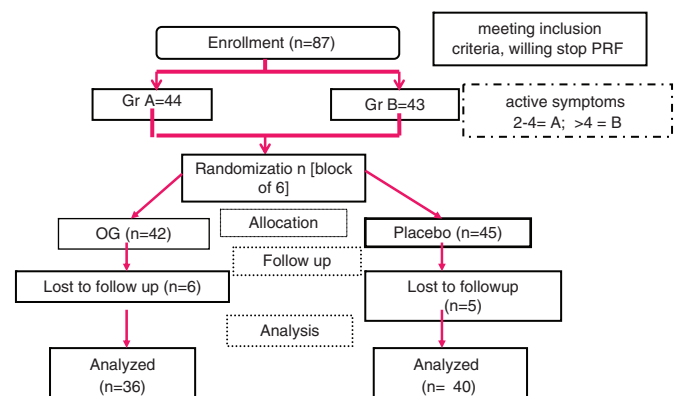 Enrollment (n=87)
meeting inclusion
criteria, willing stop PRF
Gr A=44
Gr B=43
active symptoms
2-4= A; >4 = B
Randomizatio n [block
of 6]
Allocation
OG (n=42)
Placebo (n=45)
Follow up
Lost to follow up (n=6)
Lost to followup
(n=5)
Analysis
Analyzed
(n=36)
Analyzed
(n= 40)